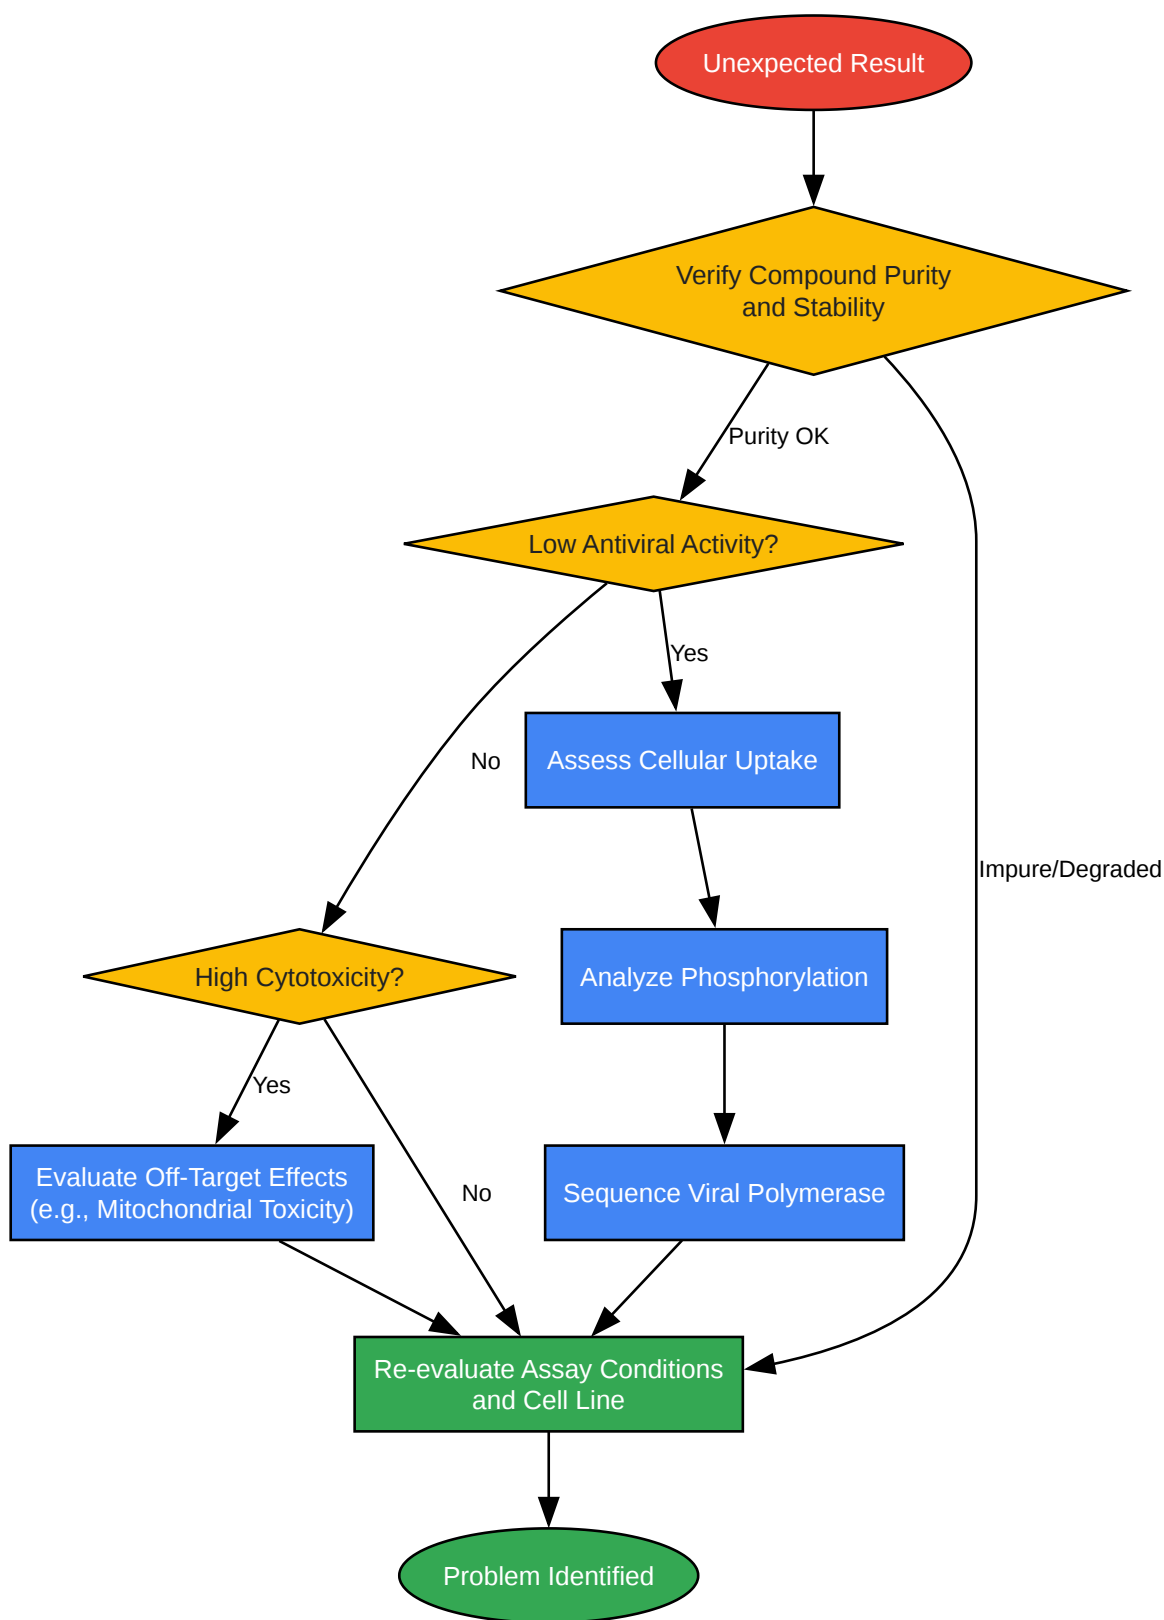 Unexpected Result
Verify Compound Purity
and Stability
Purity OK
Low Antiviral Activity?
Yes
No
Assess Cellular Uptake
Impure/Degraded
High Cytotoxicity?
Analyze Phosphorylation
Yes
Evaluate Off-Target Effects
(e.g., Mitochondrial Toxicity)
No
Sequence Viral Polymerase
Re-evaluate Assay Conditions
and Cell Line
Problem Identified